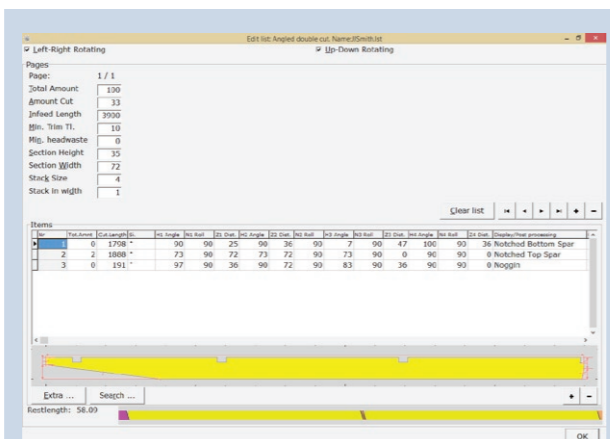 Edit list: Angled double cut. Name:JJSmith.lst
Left-Right Rotating Up-Down Rotating
Pages
Page: 1 / 1
Total Amount 100
Amount Cut 33
Infeed Length 3900
Min. Trim Tl. 10
Min. headwaste 0
Section Height 35
Section Width 72
Stack Size 4
Stack in width 1
Clear list
Items
Nr Tot.Amnt Cut.Length H1 Angle N1 Roll Z1 Dist. H2 Angle Z2 Dist. N2 Roll H3 Angle N3 Roll Z3 Dist. H4 Angle N4 Roll Z4 Dist. Display/Post processing
1 0 1798 * 90 90 25 90 36 90 7 90 47 100 90 36 Notched Bottom Spar
2 2 1808 * 73 90 72 73 72 90 73 90 0 90 90 0 Notched Top Spar
3 0 191 * 97 90 36 90 72 90 83 90 36 90 90 0 Noggin
Extra ... Search ... + -
Restlength: 58.09
OK